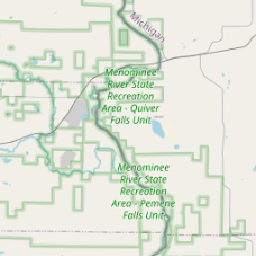 Michigan
Menominee
River State
Recreation
Area - Quiver
Falls Unit
Menominee
River State
Recreation
Area - Pemene
Falls Unit